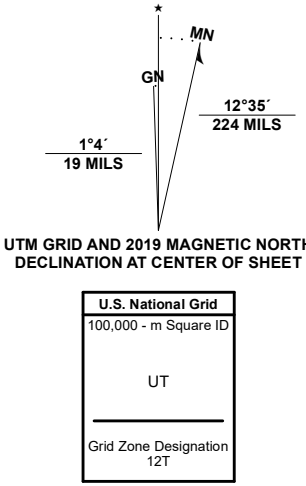 ★
MN
GN
12°35´
224 MILS
1°4´
19 MILS
UTM GRID AND 2019 MAGNETIC NORTH
DECLINATION AT CENTER OF SHEET
U.S. National Grid
100,000 - m Square ID
UT
Grid Zone Designation
12T